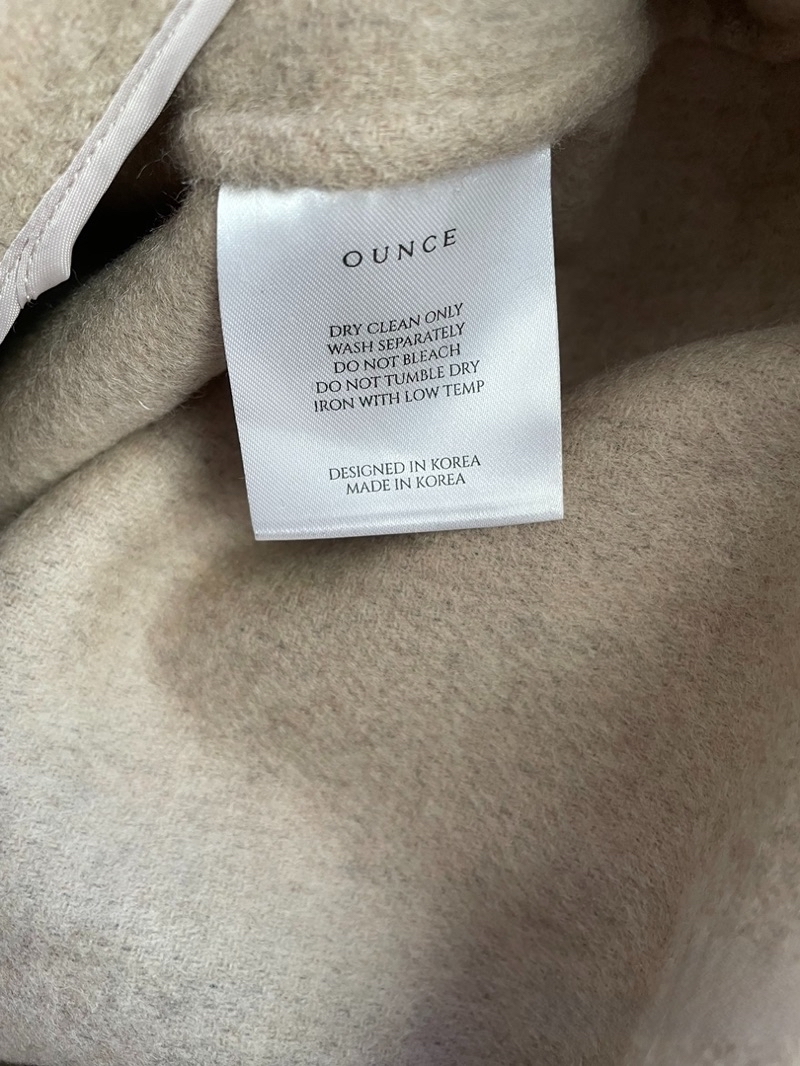 OUNCE
DRY CLEAN ONLY
WASH SEPARATELY
DO NOT BLEACH
DO NOT TUMBLE DRY
IRON WITH LOW TEMP
DESIGNED IN KOREA
MADE IN KOREA